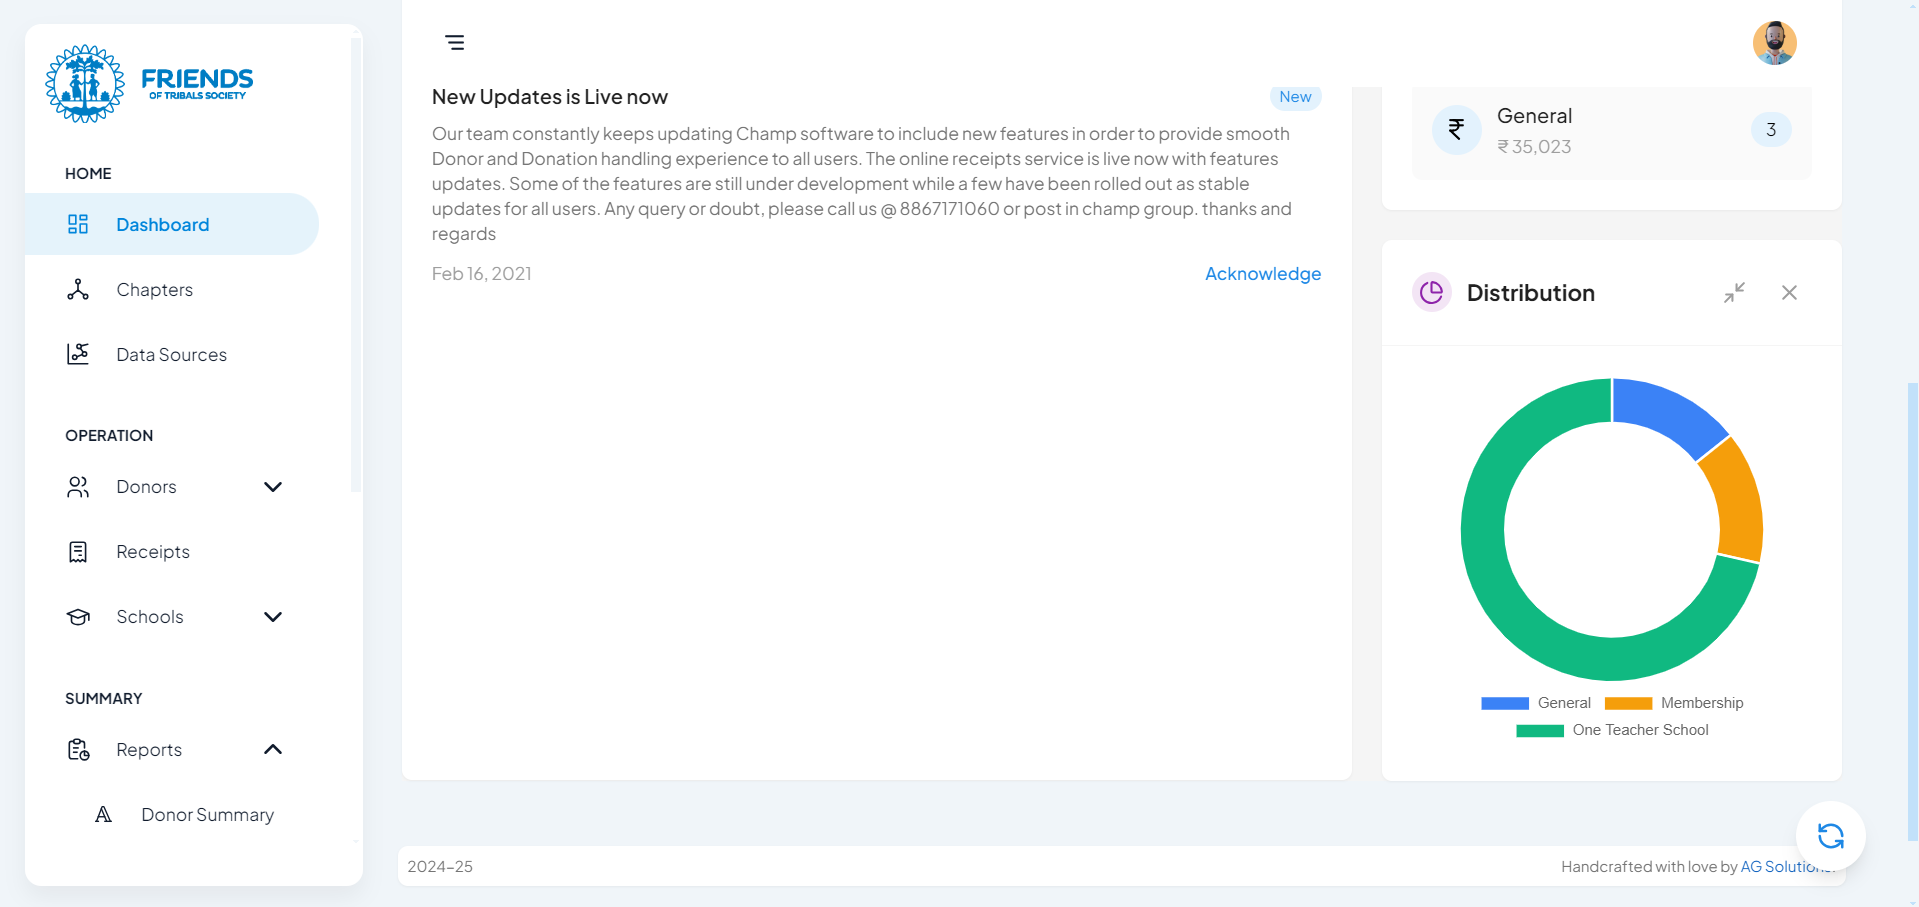 FRIENDS
OF TRIBALS SOCIETY
HOME
Dashboard
Chapters
Data Sources
OPERATION
Donors
Receipts
Schools
SUMMARY
Reports
Donor Summary
New Updates is Live now
New
Our team constantly keeps updating Champ software to include new features in order to provide smooth
Donor and Donation handling experience to all users. The online receipts service is live now with features
updates. Some of the features are still under development while a few have been rolled out as stable
updates for all users. Any query or doubt, please call us @ 8867171060 or post in champ group. thanks and
regards
Feb 16, 2021
Acknowledge
General
₹ 35,023
3
Distribution
General
Membership
One Teacher School
2024-25
Handcrafted with love by AG Solutions.